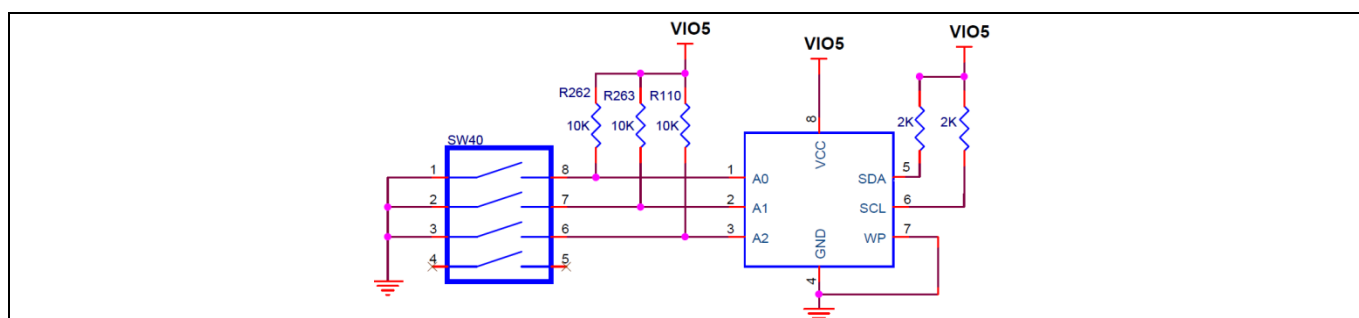 VIO5
VIO5
VIO5
R262
R263
R110
10K
10K
10K
2K
2K
SW40
1
8
2
7
3
6
4
5
8
VCC
1
A0
SDA
5
2
A1
SCL
6
3
A2
WP
7
GND
4